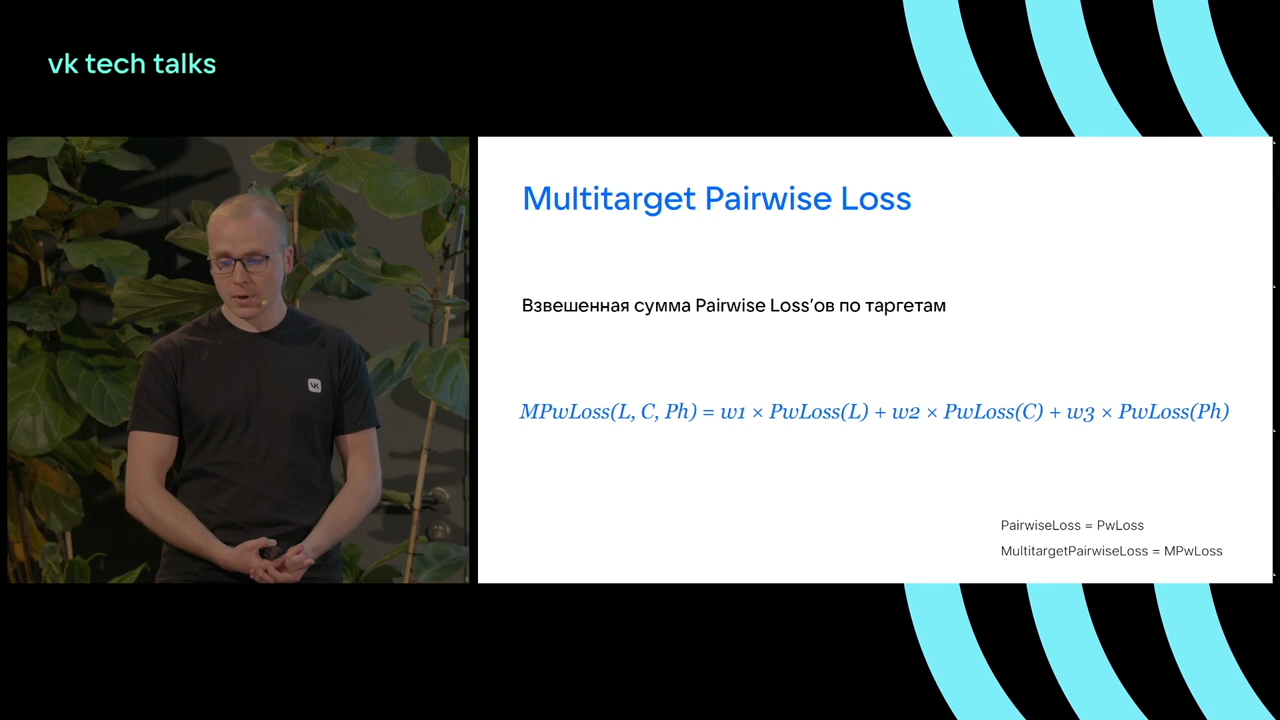 vk tech talks
Multitarget Pairwise Loss
Взвешенная сумма Pairwise Loss’ов по таргетам
MPwLoss(L, C, Ph) = w1 × PwLoss(L) + w2 × PwLoss(C) + w3 × PwLoss(Ph)
PairwiseLoss = PwLoss
MultitargetPairwiseLoss = MPwLoss
VK